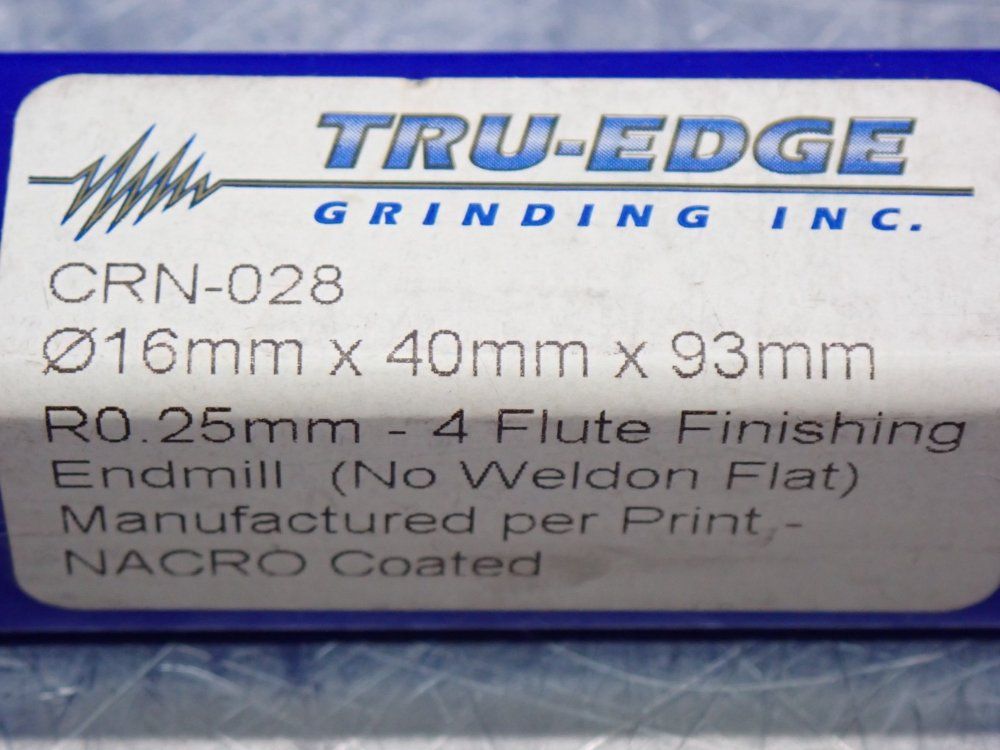 TRU-EDGE
GRINDING INC.
CRN-028
Ø16mm x 40mm x 93mm
R0.25mm - 4 Flute Finishing
Endmill (No Weldon Flat)
Manufactured per Print -
NACRO Coated